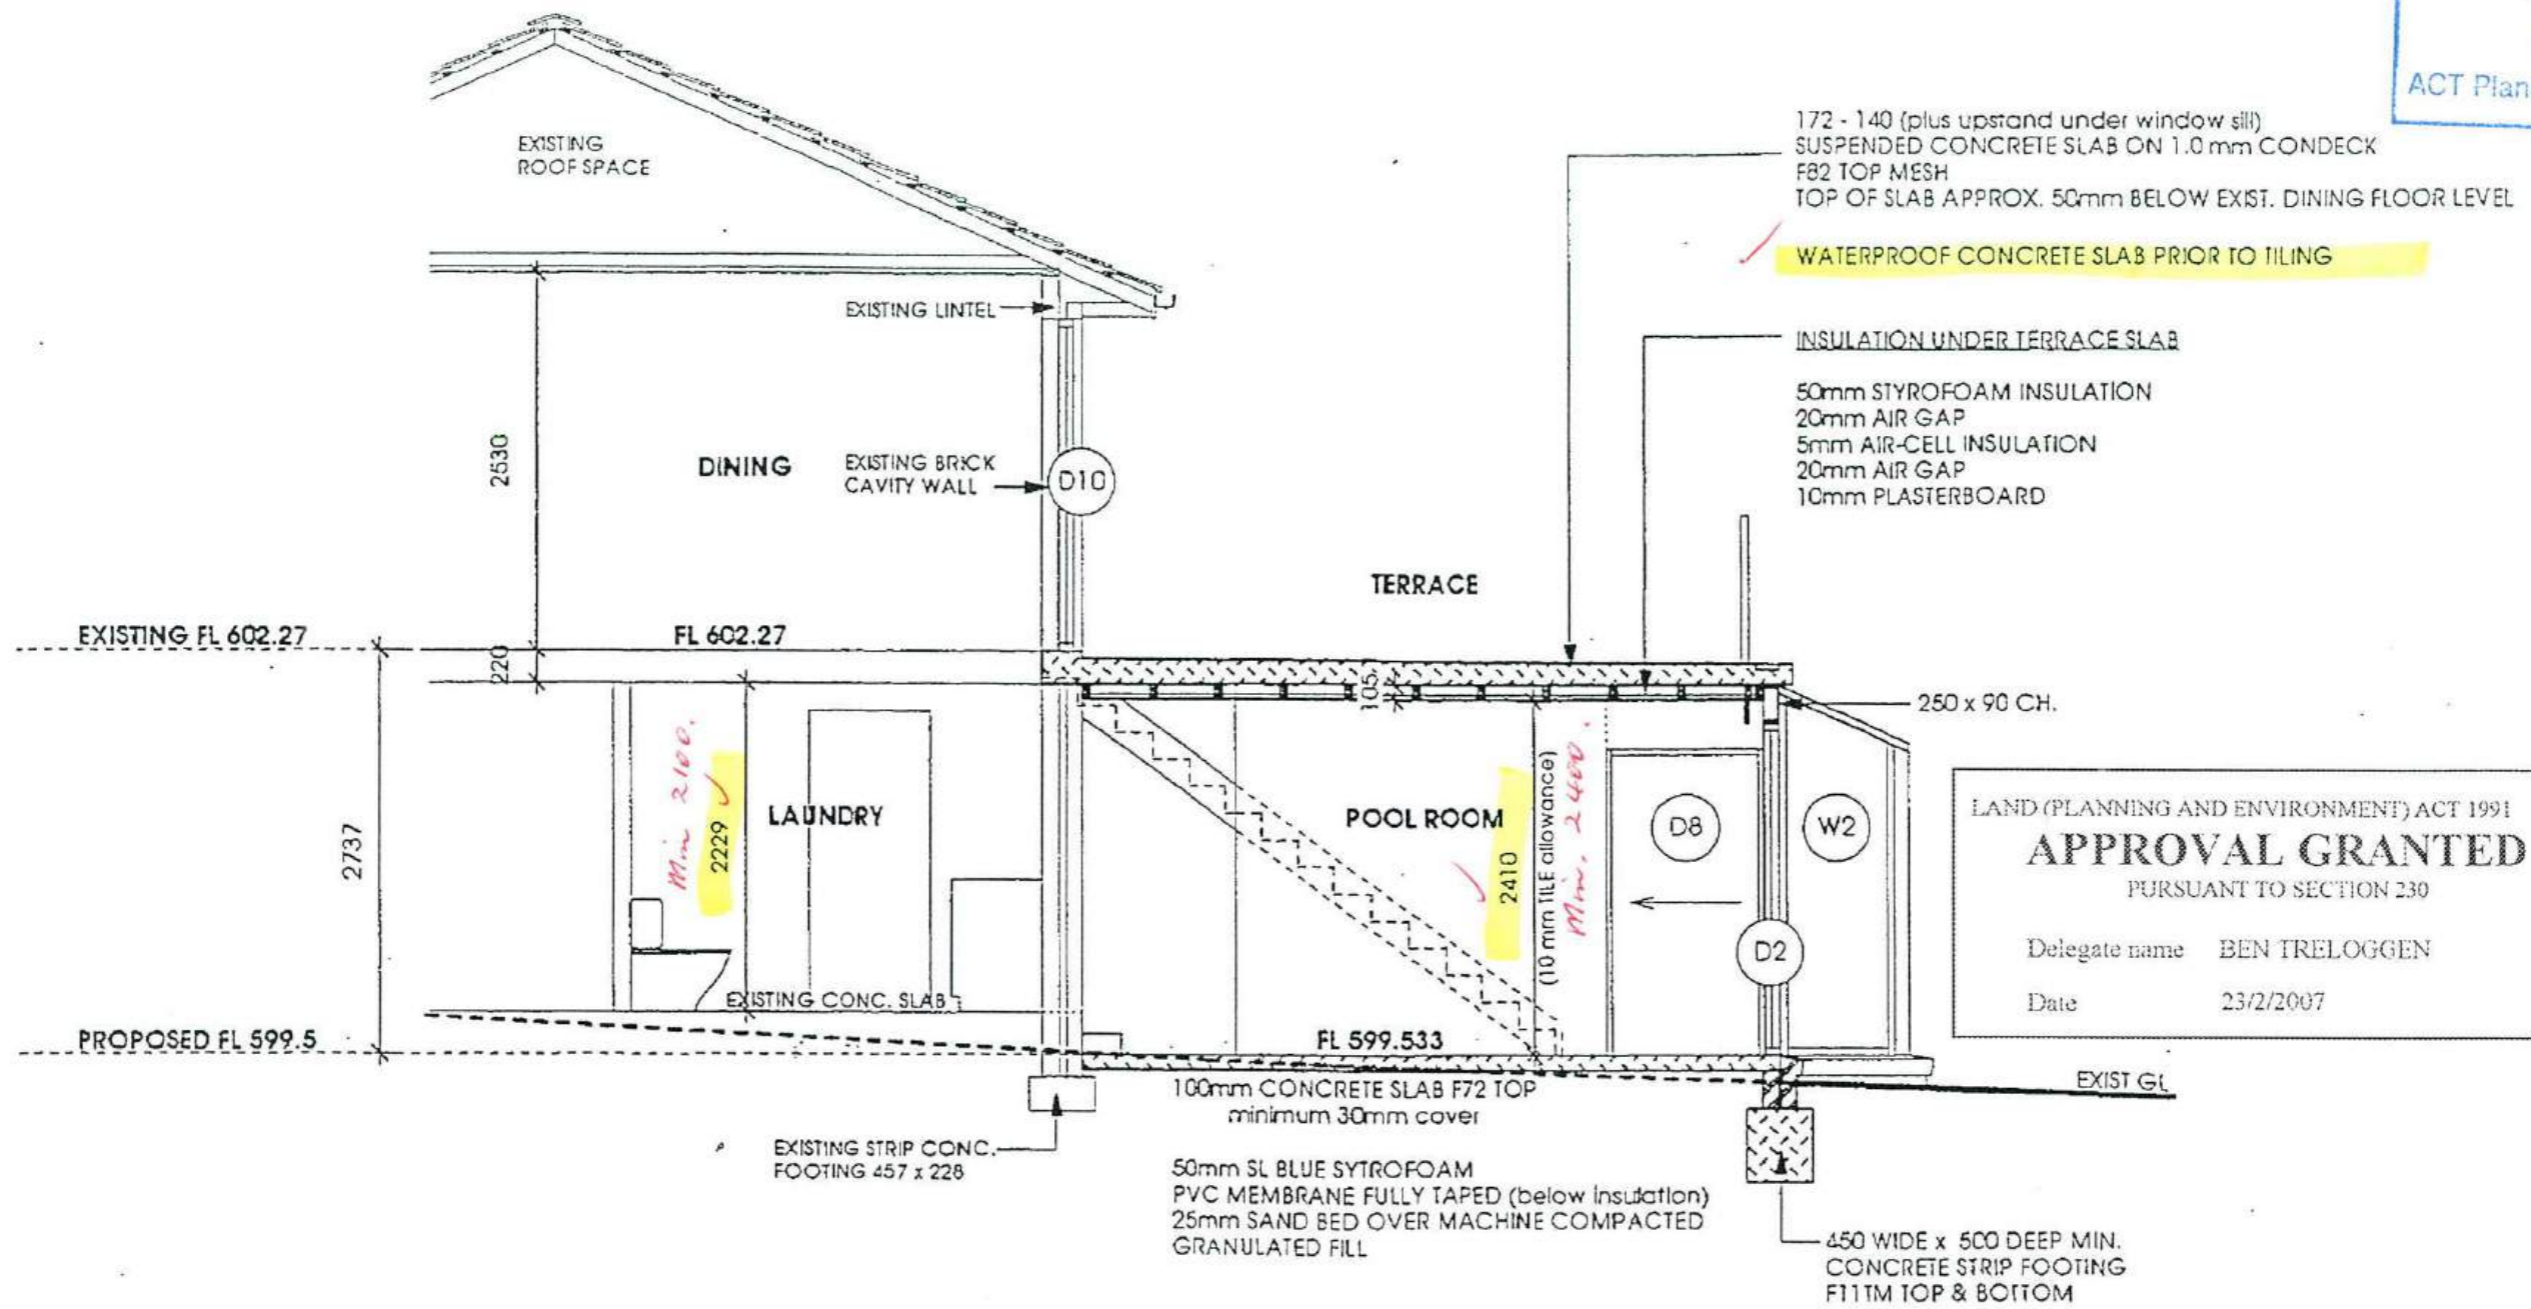 ACT Plan
172 - 140 (plus upstand under window sill)
SUSPENDED CONCRETE SLAB ON 1.0 mm CONDECK
F82 TOP MESH
TOP OF SLAB APPROX. 50mm BELOW EXIST. DINING FLOOR LEVEL
WATERPROOF CONCRETE SLAB PRIOR TO TILING
INSULATION UNDER TERRACE SLAB
50mm STYROFOAM INSULATION
20mm AIR GAP
5mm AIR-CELL INSULATION
20mm AIR GAP
10mm PLASTERBOARD
EXISTING
ROOF SPACE
EXISTING LINTEL
2530
DINING
EXISTING BRICK
CAVITY WALL
D10
TERRACE
EXISTING FL 602.27
FL 602.27
220
105
250 x 90 CH.
2737
Min 2100.
2229
LAUNDRY
POOL ROOM
2410
(10 mm TILE allowance)
Min. 2400.
D8
W2
D2
EXISTING CONC. SLAB
PROPOSED FL 599.5
FL 599.533
LAND (PLANNING AND ENVIRONMENT) ACT 1991
APPROVAL GRANTED
PURSUANT TO SECTION 230
Delegate name BEN TRELOGGEN
Date 23/2/2007
EXIST GL
100mm CONCRETE SLAB F72 TOP
minimum 30mm cover
EXISTING STRIP CONC.
FOOTING 457 x 228
50mm SL BLUE SYTROFOAM
PVC MEMBRANE FULLY TAPED (below insulation)
25mm SAND BED OVER MACHINE COMPACTED
GRANULATED FILL
450 WIDE x 500 DEEP MIN.
CONCRETE STRIP FOOTING
F11TM TOP & BOTTOM